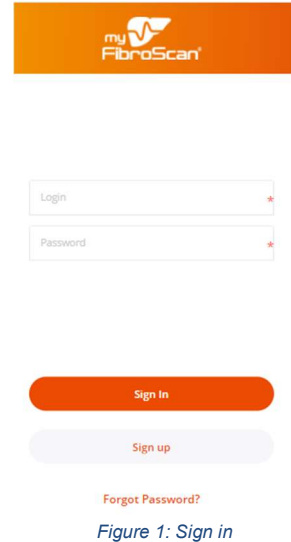 my
FibroScan®
Login
*
Password
*
Sign In
Sign up
Forgot Password?
Figure 1: Sign in